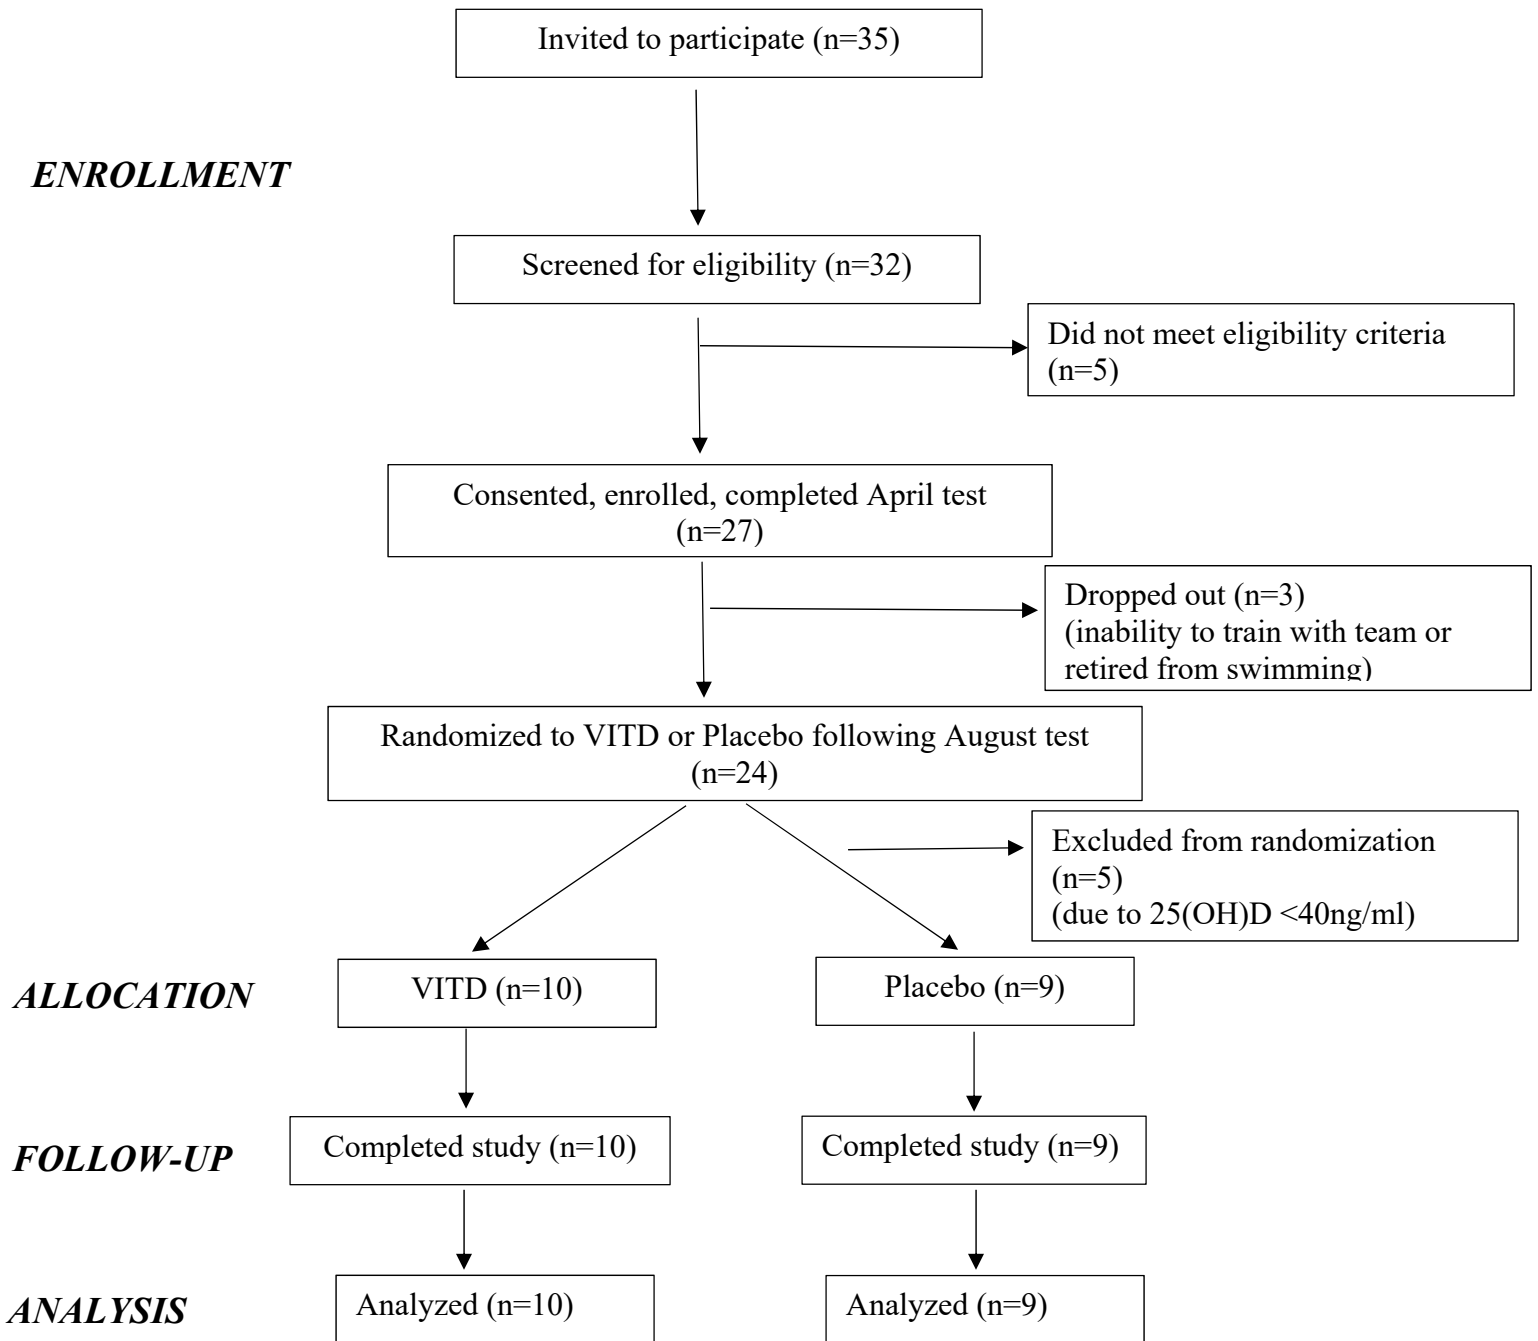 Invited to participate (n=35)
ENROLLMENT
Screened for eligibility (n=32)
Did not meet eligibility criteria
(n=5)
Consented, enrolled, completed April test
(n=27)
Dropped out (n=3)
(inability to train with team or
retired from swimming)
Randomized to VITD or Placebo following August test
(n=24)
Excluded from randomization
(n=5)
(due to 25(OH)D <40ng/ml)
ALLOCATION
VITD (n=10)
Placebo (n=9)
FOLLOW-UP
Completed study (n=10)
Completed study (n=9)
ANALYSIS
Analyzed (n=10)
Analyzed (n=9)